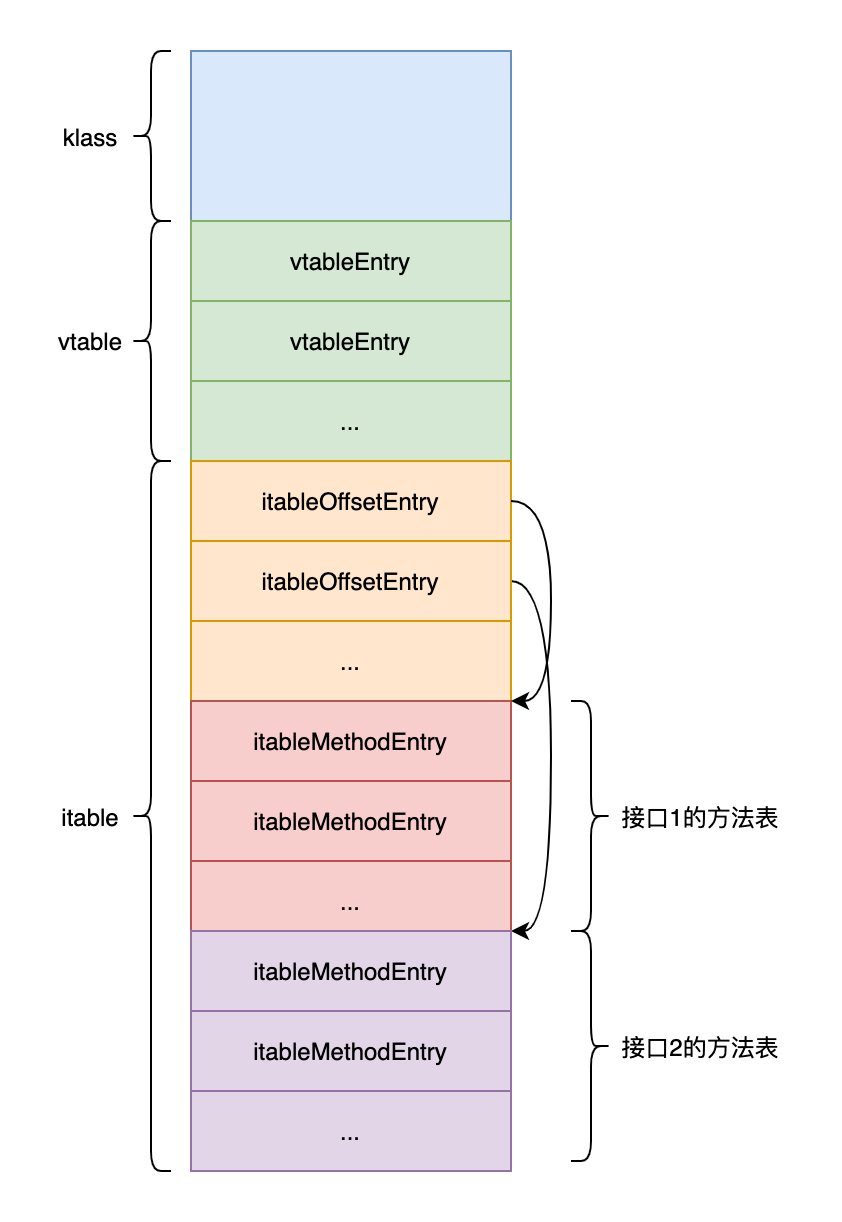 klass
vtableEntry
vtable
vtableEntry
...
itableOffsetEntry
itableOffsetEntry
...
itableMethodEntry
itable
itableMethodEntry
接口1的方法表
...
itableMethodEntry
itableMethodEntry
接口2的方法表
...